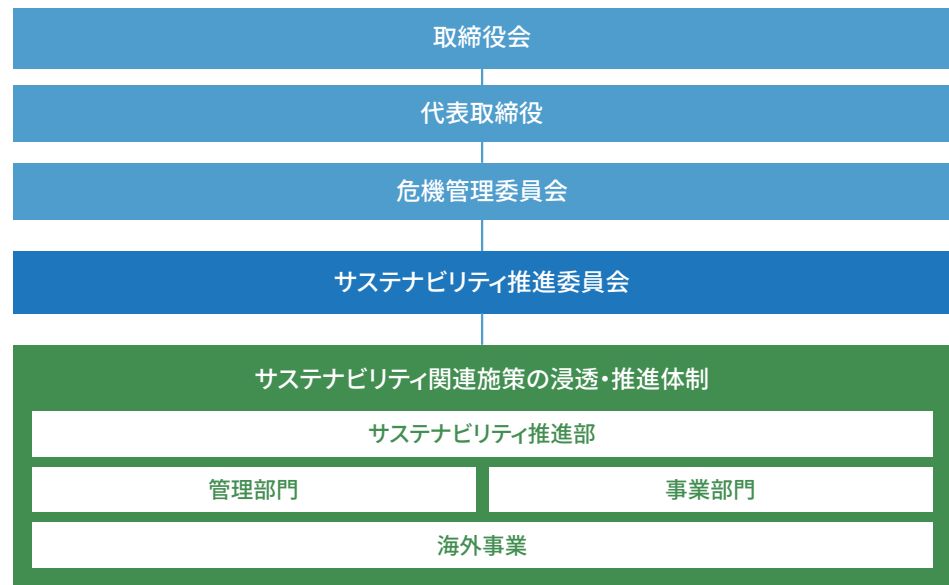 取締役会
代表取締役
危機管理委員会
サステナビリティ推進委員会
サステナビリティ関連施策の浸透・推進体制
サステナビリティ推進部
管理部門
事業部門
海外事業